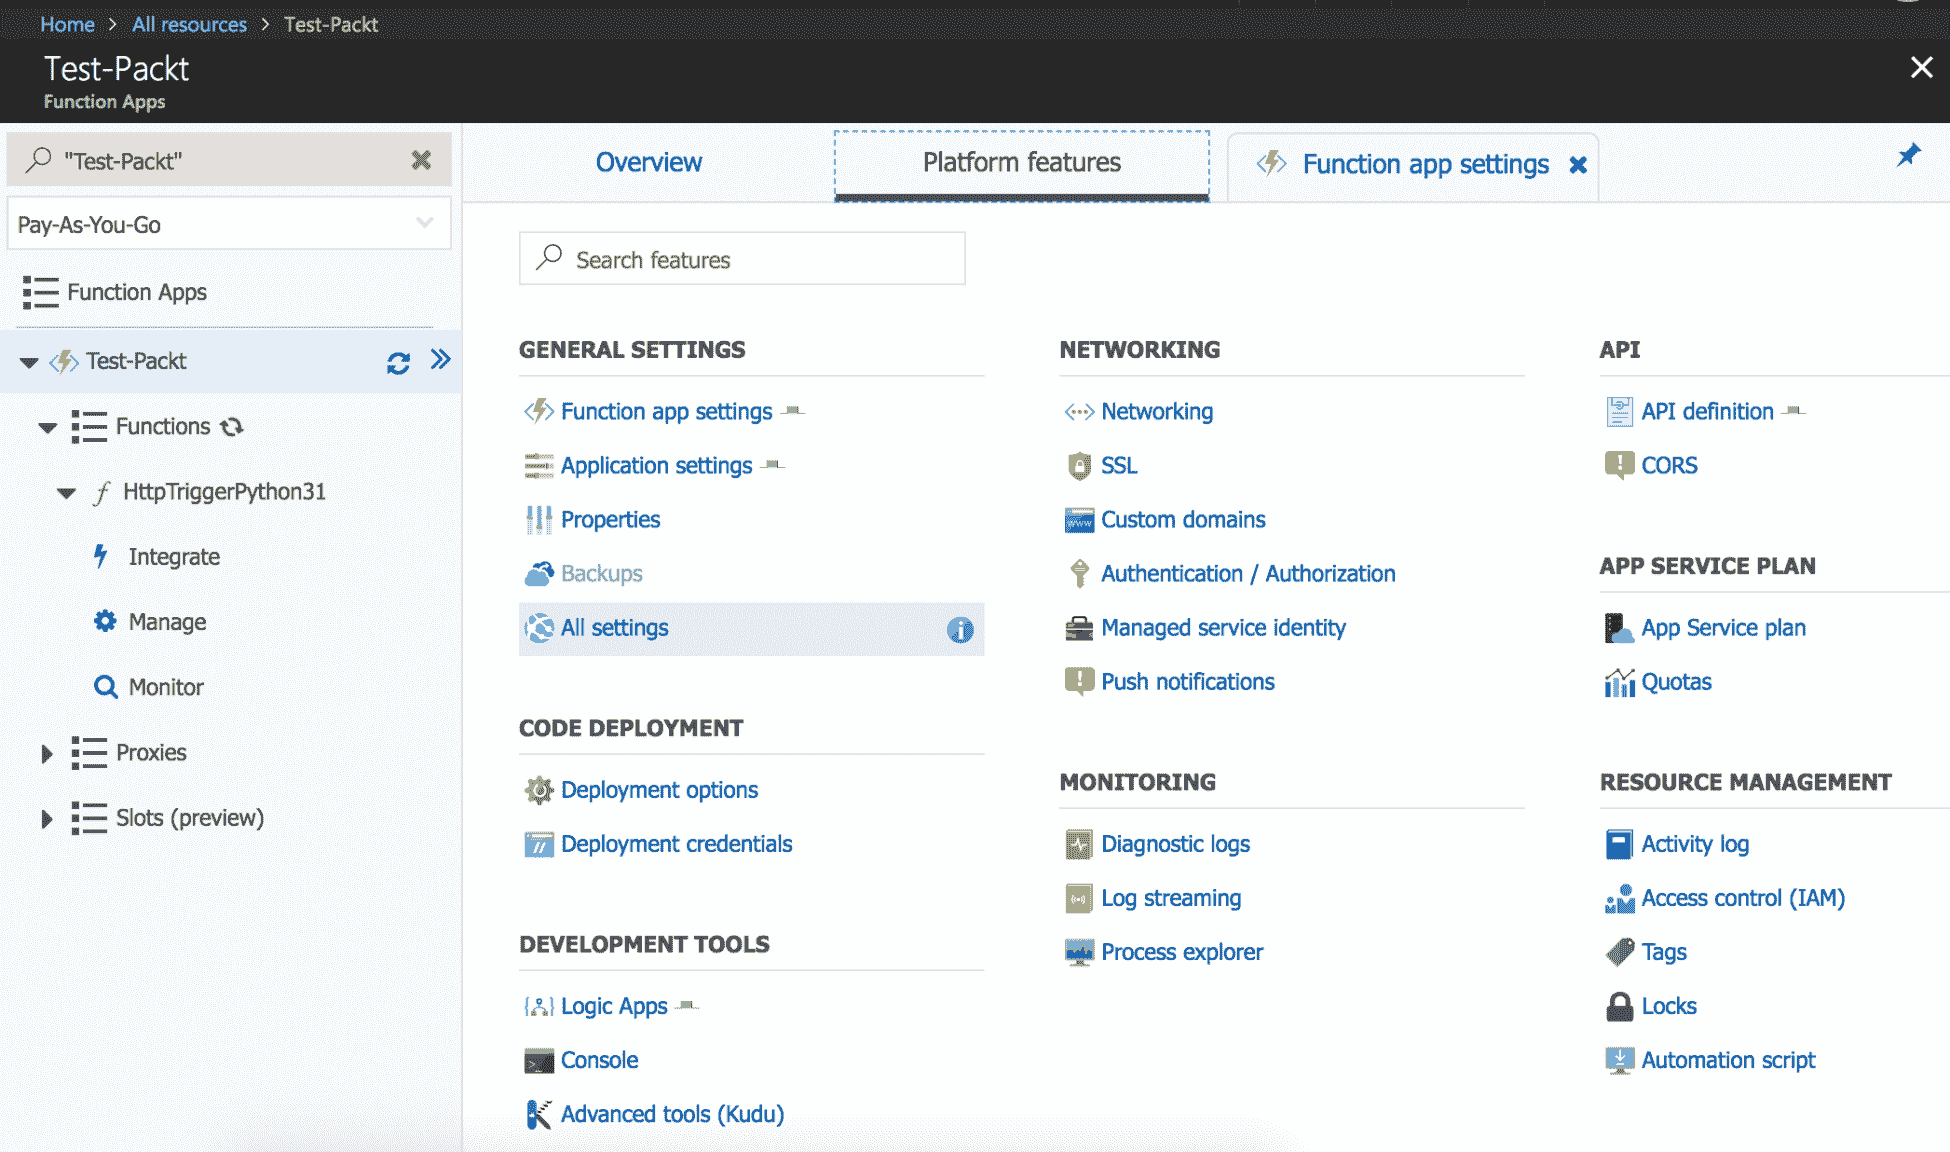 Home > All resources > Test-Packt
Test-Packt
Function Apps
"Test-Packt"
Pay-As-You-Go
Function Apps
Test-Packt
Functions
HttpTriggerPython31
Integrate
Manage
Monitor
Proxies
Slots (preview)
Overview
Platform features
Function app settings
Search features
GENERAL SETTINGS
Function app settings
Application settings
Properties
Backups
All settings
CODE DEPLOYMENT
Deployment options
Deployment credentials
DEVELOPMENT TOOLS
Logic Apps
Console
Advanced tools (Kudu)
NETWORKING
Networking
SSL
Custom domains
Authentication / Authorization
Managed service identity
Push notifications
MONITORING
Diagnostic logs
Log streaming
Process explorer
API
API definition
CORS
APP SERVICE PLAN
App Service plan
Quotas
RESOURCE MANAGEMENT
Activity log
Access control (IAM)
Tags
Locks
Automation script